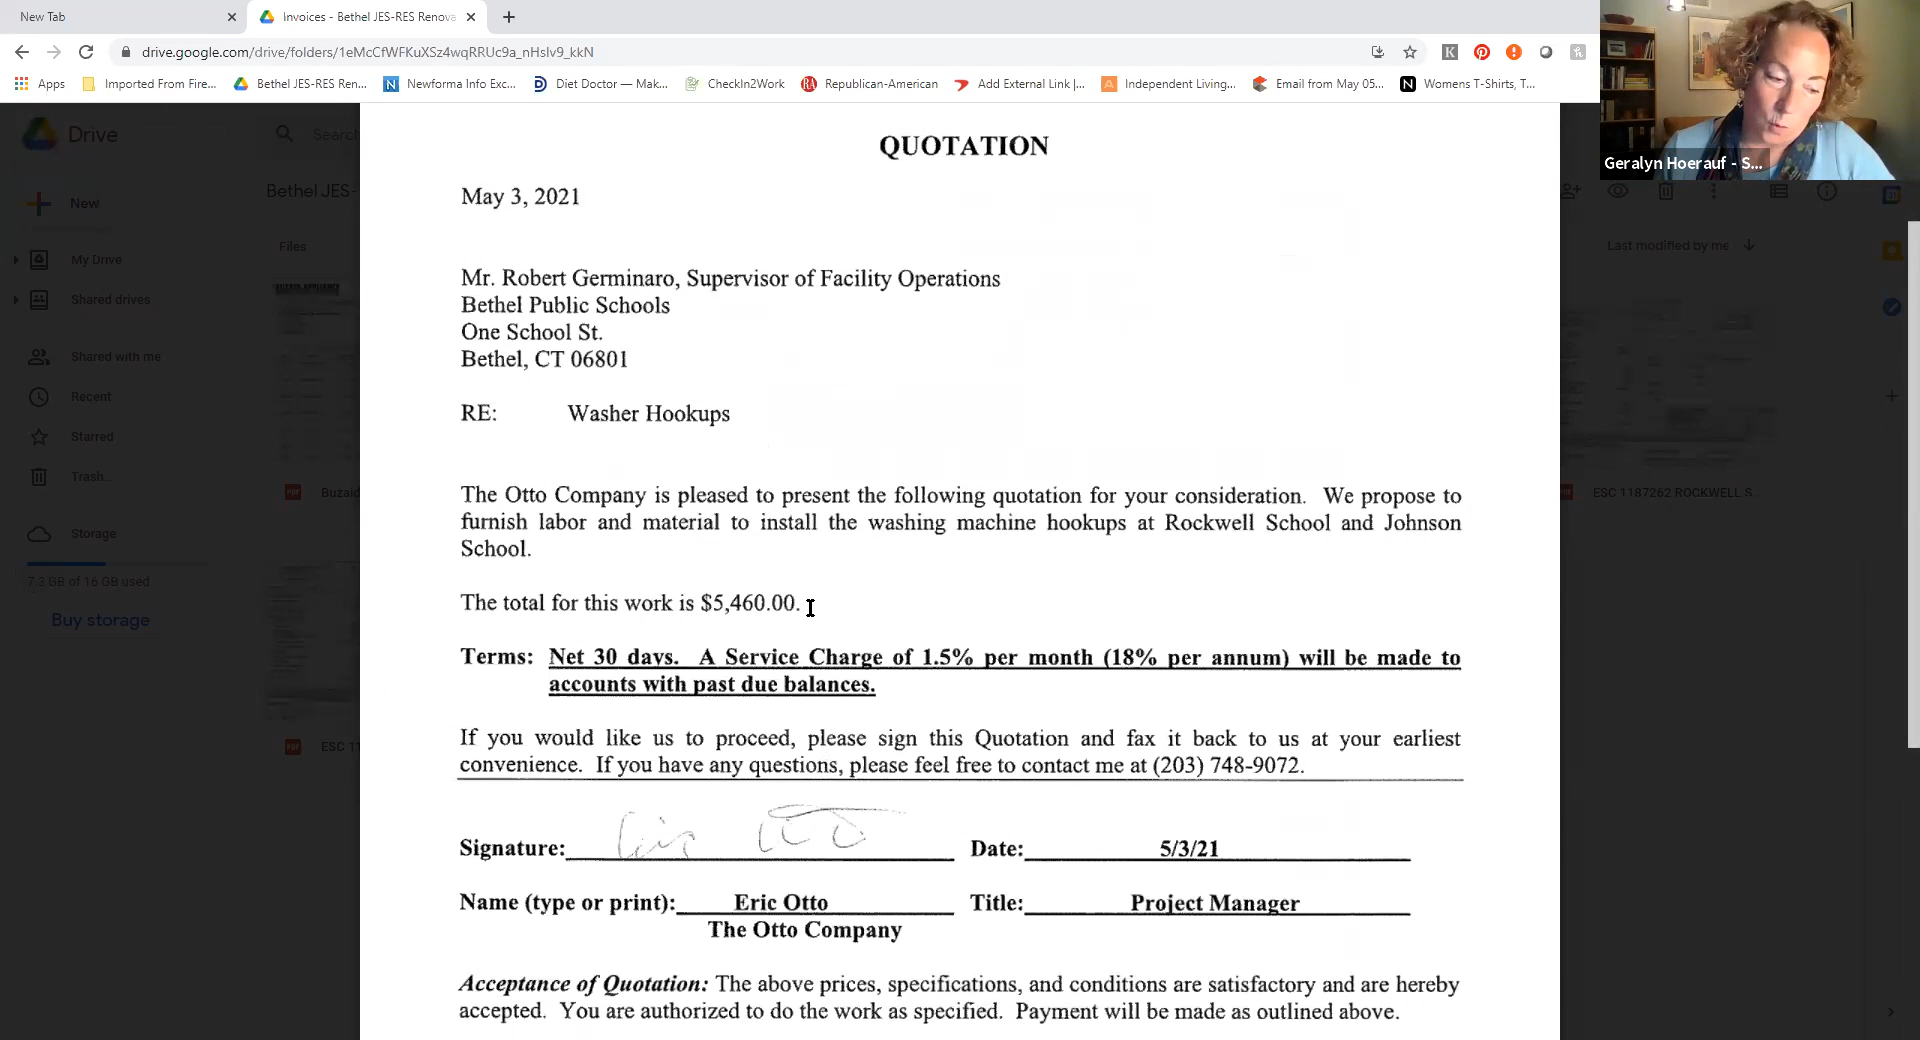 New Tab
Invoices - Bethel JES-RES Renova
drive.google.com/drive/folders/1eMcCfWFKuXSz4wqRRUc9a_nHsIv9_kkN
Apps Imported From Fire... Bethel JES-RES Ren... Newforma Info Exc... Diet Doctor — Mak... CheckIn2Work Republican-American Add External Link |... Independent Living... Email from May 05... Womens T-Shirts, T...
Geralyn Hoerauf - S...
Drive
Search
Bethel JES-
New
Files
Last modified by me
My Drive
Shared drives
Shared with me
Recent
Starred
Trash
Storage
7.3 GB of 16 GB used
Buy storage
ESC 1187262 ROCKWELL S...
ESC 11
QUOTATION
May 3, 2021
Mr. Robert Germinaro, Supervisor of Facility Operations
Bethel Public Schools
One School St.
Bethel, CT 06801
RE: Washer Hookups
The Otto Company is pleased to present the following quotation for your consideration. We propose to
furnish labor and material to install the washing machine hookups at Rockwell School and Johnson
School.
The total for this work is $5,460.00.
Terms: Net 30 days. A Service Charge of 1.5% per month (18% per annum) will be made to
accounts with past due balances.
If you would like us to proceed, please sign this Quotation and fax it back to us at your earliest
convenience. If you have any questions, please feel free to contact me at (203) 748-9072.
Signature: Date: 5/3/21
Name (type or print): Eric Otto Title: Project Manager
The Otto Company
Acceptance of Quotation: The above prices, specifications, and conditions are satisfactory and are hereby
accepted. You are authorized to do the work as specified. Payment will be made as outlined above.